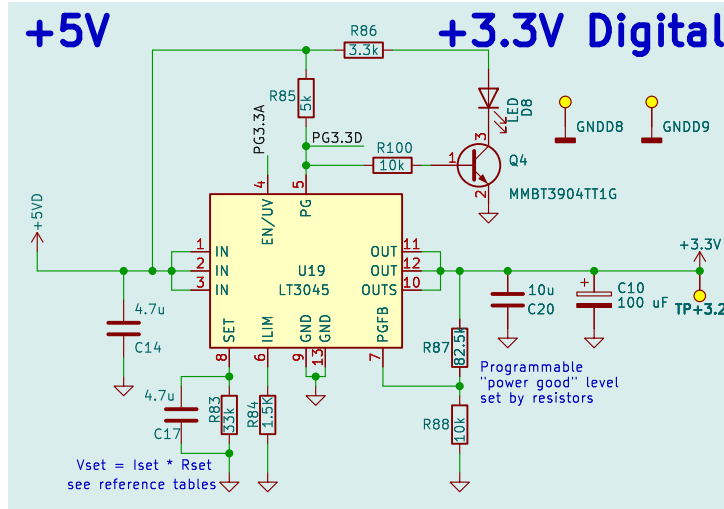 +5V
+3.3V Digital
R86
3.3k
R85
5k
PG3.3A
PG3.3D
R100
10k
LED
D8
3
1
2
Q4
MMBT3904TT1G
GNDD8
GNDD9
+5VD
4
5
EN/UV
PG
1
IN
2
IN
3
IN
U19
LT3045
OUT
11
OUT
12
OUTS
10
SET
ILIM
GND
GND
PGFB
8
6
9
13
7
4.7u
C14
4.7u
C17
R83
33k
R84
1.5K
R87
82.5k
R88
10k
10u
C20
+
C10
100 uF
+3.3V
TP+3.2
Programmable
"power good" level
set by resistors
Vset = Iset * Rset
see reference tables